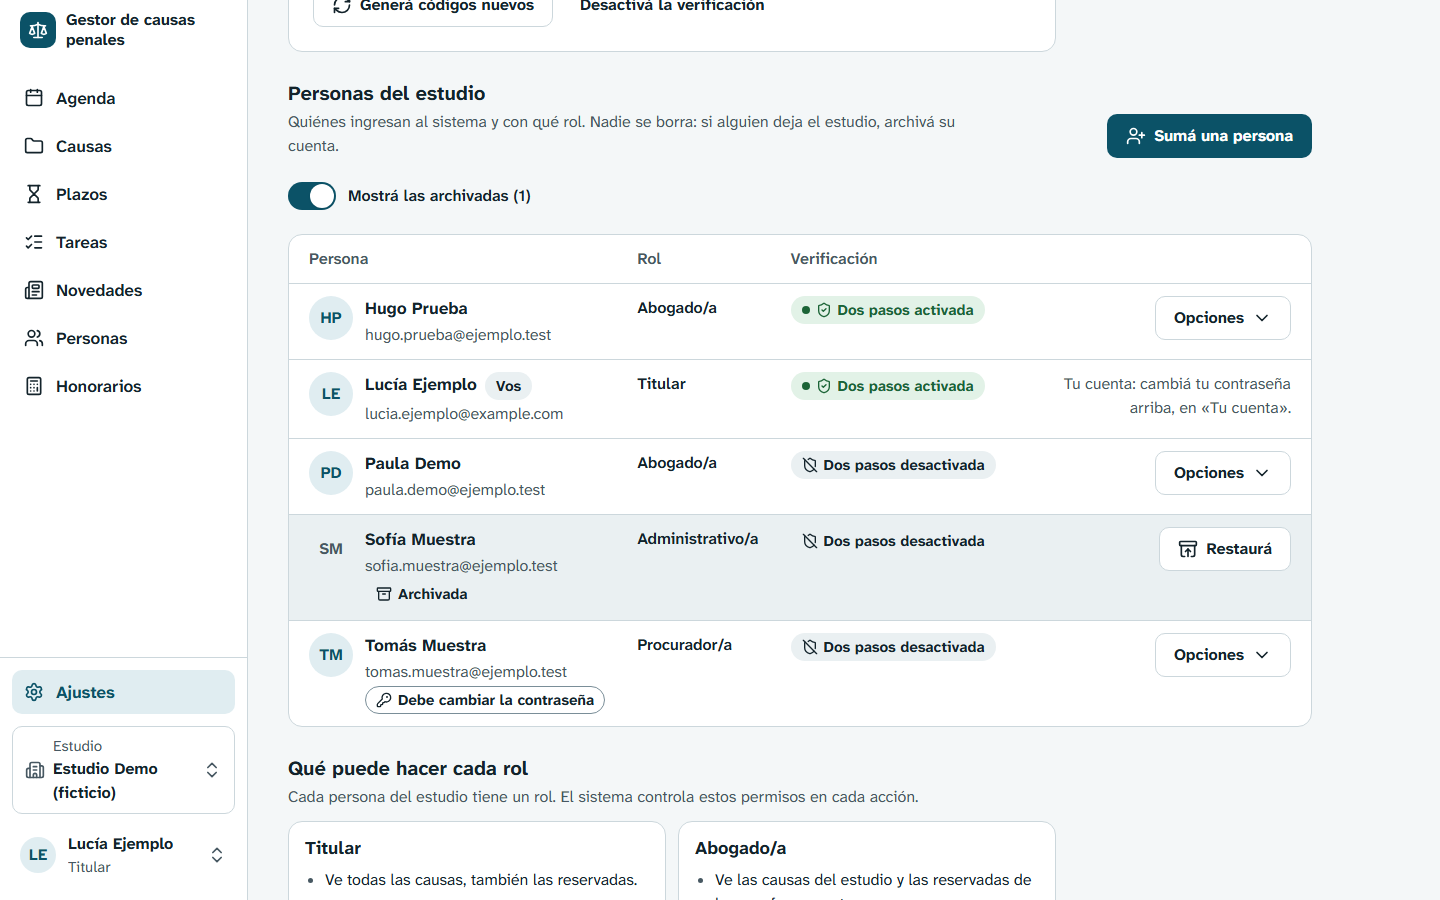 Gestor de causas
penales
Agenda
Causas
Plazos
Tareas
Novedades
Personas
Honorarios
Ajustes
Estudio
Estudio Demo
(ficticio)
LE
Lucía Ejemplo
Titular
Generá códigos nuevos
Desactivá la verificación
Personas del estudio
Quiénes ingresan al sistema y con qué rol. Nadie se borra: si alguien deja el estudio, archivá su
cuenta.
Sumá una persona
Mostrá las archivadas (1)
Persona Rol Verificación
HP Hugo Prueba Abogado/a Dos pasos activada Opciones
hugo.prueba@ejemplo.test
LE Lucía Ejemplo Vos Titular Dos pasos activada Tu cuenta: cambiá tu contraseña
lucia.ejemplo@example.com arriba, en «Tu cuenta».
PD Paula Demo Abogado/a Dos pasos desactivada Opciones
paula.demo@ejemplo.test
SM Sofía Muestra Administrativo/a Dos pasos desactivada Restaurá
sofia.muestra@ejemplo.test
Archivada
TM Tomás Muestra Procurador/a Dos pasos desactivada Opciones
tomas.muestra@ejemplo.test
Debe cambiar la contraseña
Qué puede hacer cada rol
Cada persona del estudio tiene un rol. El sistema controla estos permisos en cada acción.
Titular
• Ve todas las causas, también las reservadas.
Abogado/a
• Ve las causas del estudio y las reservadas de